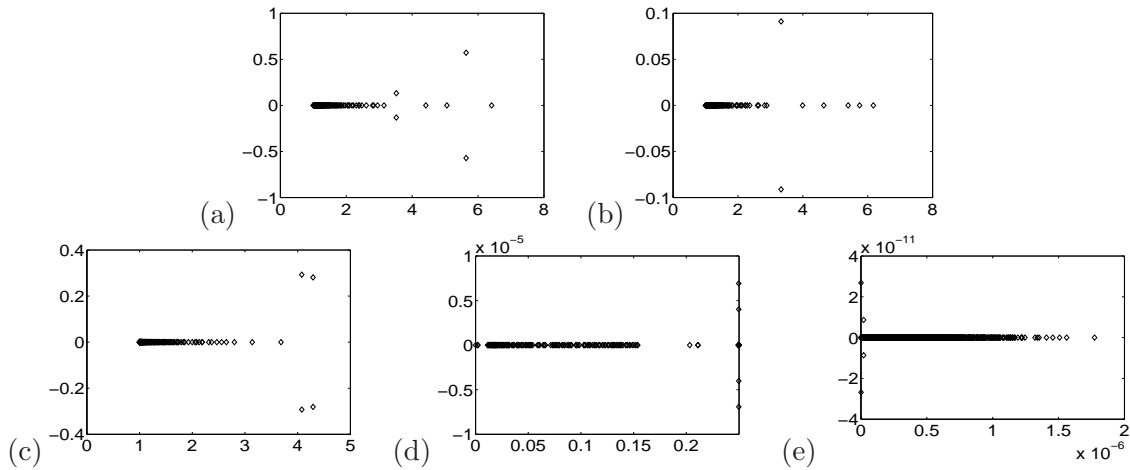 1
0.5
0
−0.5
−1
0 2 4 6 8
(a)
0.1
0.05
0
−0.05
−0.1
0 2 4 6 8
(b)
0.4
0.2
0
−0.2
−0.4
0 1 2 3 4 5
(c)
1 x 10⁻⁵
0.5
0
−0.5
−1
0 0.05 0.1 0.15 0.2
(d)
4 x 10⁻¹¹
2
0
−2
−4
0 0.5 1 1.5 2
x 10⁻⁶
(e)